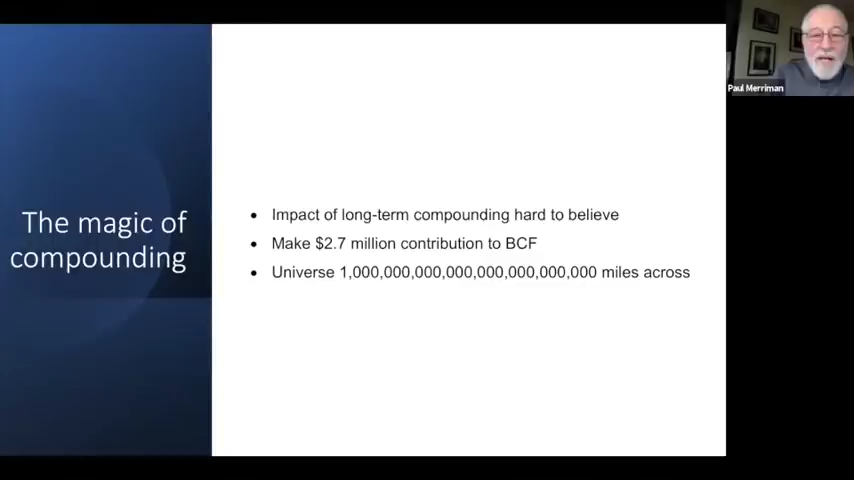 The magic of
compounding
Impact of long-term compounding hard to believe
Make $2.7 million contribution to BCF
Universe 1,000,000,000,000,000,000,000,000 miles across
Paul Merriman